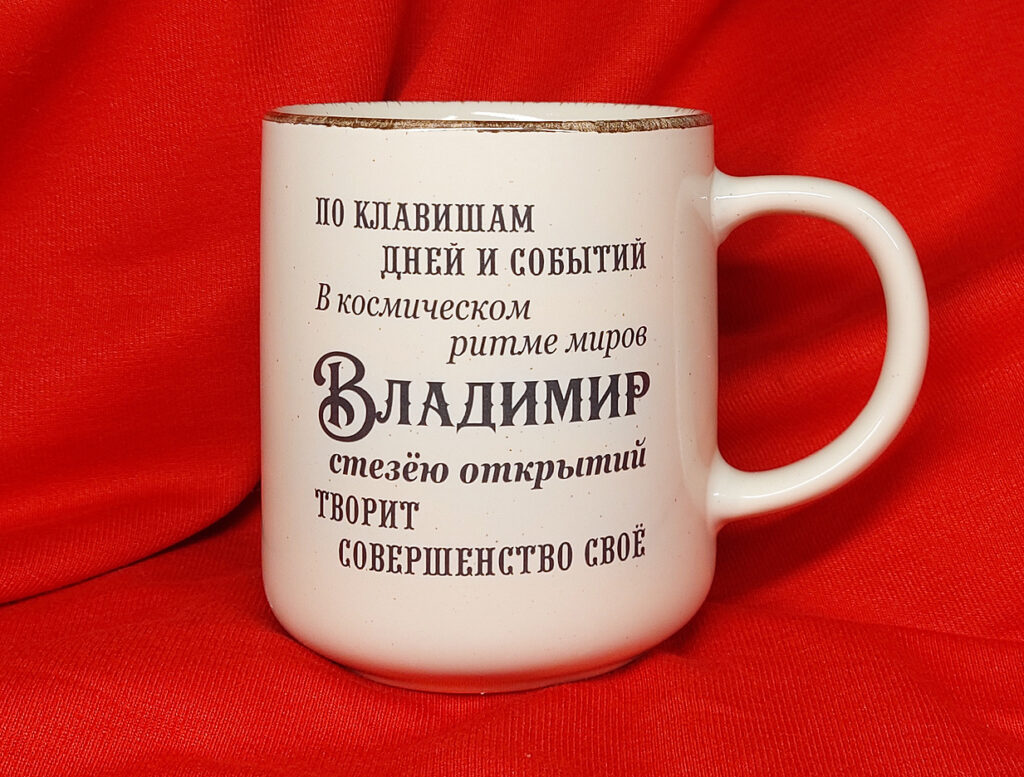 ПО КЛАВИШАМ
ДНЕЙ И СОБЫТИЙ
В космическом
ритме миров
ВЛАДИМИР
стезёю открытий
ТВОРИТ
СОВЕРШЕНСТВО СВОЁ